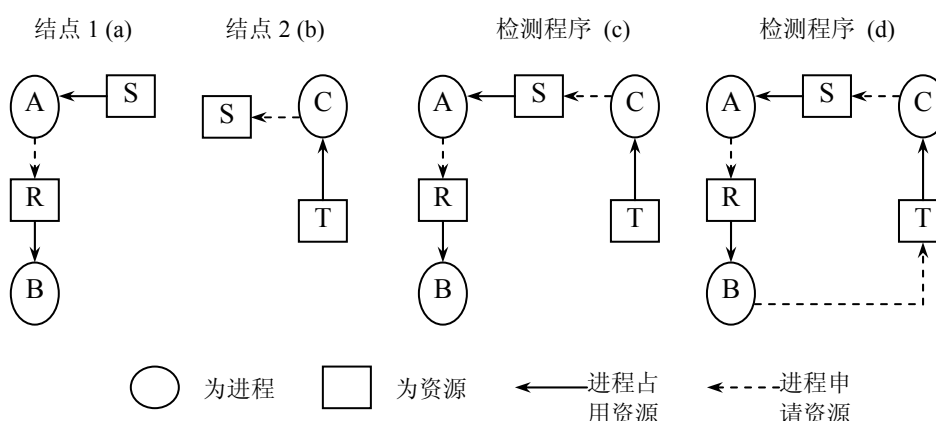 结点 1 (a) 结点 2 (b) 检测程序 (c) 检测程序 (d)
A S S C A S C A S C
R T R T R T
B B B
为进程 为资源 进程占用资源 进程申请资源